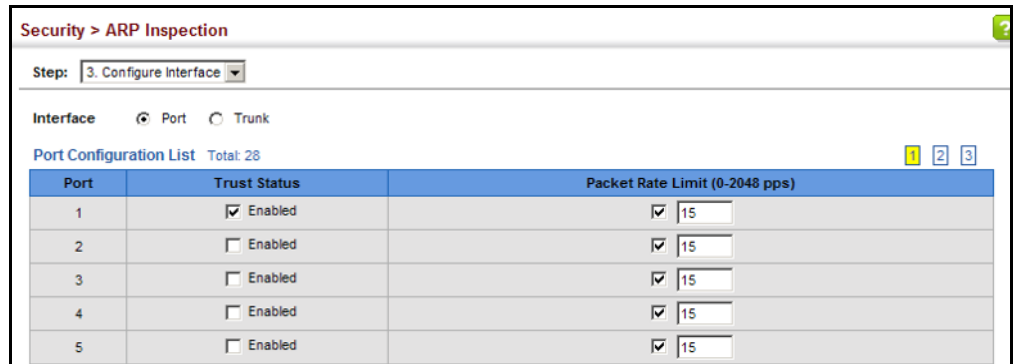 Security > ARP Inspection ?
Step: 3. Configure Interface
Interface Port Trunk
Port Configuration List Total: 28 1 2 3
Port Trust Status Packet Rate Limit (0-2048 pps)
1 Enabled 15
2 Enabled 15
3 Enabled 15
4 Enabled 15
5 Enabled 15